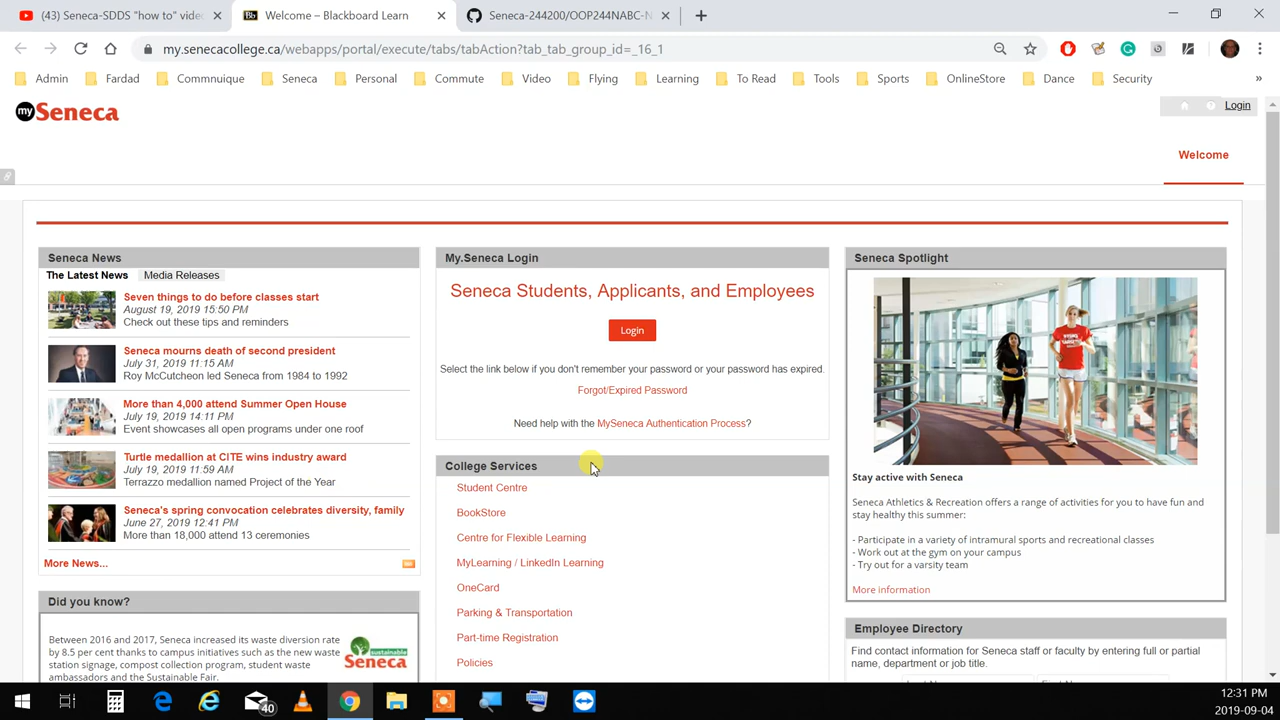 (43) Seneca-SDDS "how to" vide
Welcome – Blackboard Learn
Seneca-244200/OOP244NABC-N
my.senecacollege.ca/webapps/portal/execute/tabs/tabAction?tab_tab_group_id=_16_1
Admin Fardad Commnuique Seneca Personal Commute Video Flying Learning To Read Tools Sports OnlineStore Dance Security »
my Seneca
Login
Welcome
Seneca News
The Latest News Media Releases
Seven things to do before classes start
August 19, 2019 15:50 PM
Check out these tips and reminders
Seneca mourns death of second president
July 31, 2019 11:15 AM
Roy McCutcheon led Seneca from 1984 to 1992
More than 4,000 attend Summer Open House
July 19, 2019 14:11 PM
Event showcases all open programs under one roof
Turtle medallion at CITE wins industry award
July 19, 2019 11:59 AM
Terrazzo medallion named Project of the Year
Seneca's spring convocation celebrates diversity, family
June 27, 2019 12:41 PM
More than 18,000 attend 13 ceremonies
More News...
Did you know?
Between 2016 and 2017, Seneca increased its waste diversion rate
by 8.5 per cent thanks to campus initiatives such as the new waste
station signage, compost collection program, student waste
ambassadors and the Sustainable Fair.
sustainable
Seneca
My.Seneca Login
Seneca Students, Applicants, and Employees
Login
Select the link below if you don't remember your password or your password has expired.
Forgot/Expired Password
Need help with the MySeneca Authentication Process?
College Services
Student Centre
BookStore
Centre for Flexible Learning
MyLearning / LinkedIn Learning
OneCard
Parking & Transportation
Part-time Registration
Policies
Seneca Spotlight
Stay active with Seneca
Seneca Athletics & Recreation offers a range of activities for you to have fun and
stay healthy this summer:
- Participate in a variety of intramural sports and recreational classes
- Work out at the gym on your campus
- Try out for a varsity team
More information
Employee Directory
Find contact information for Seneca staff or faculty by entering full or partial
name, department or job title.
40
12:31 PM
2019-09-04